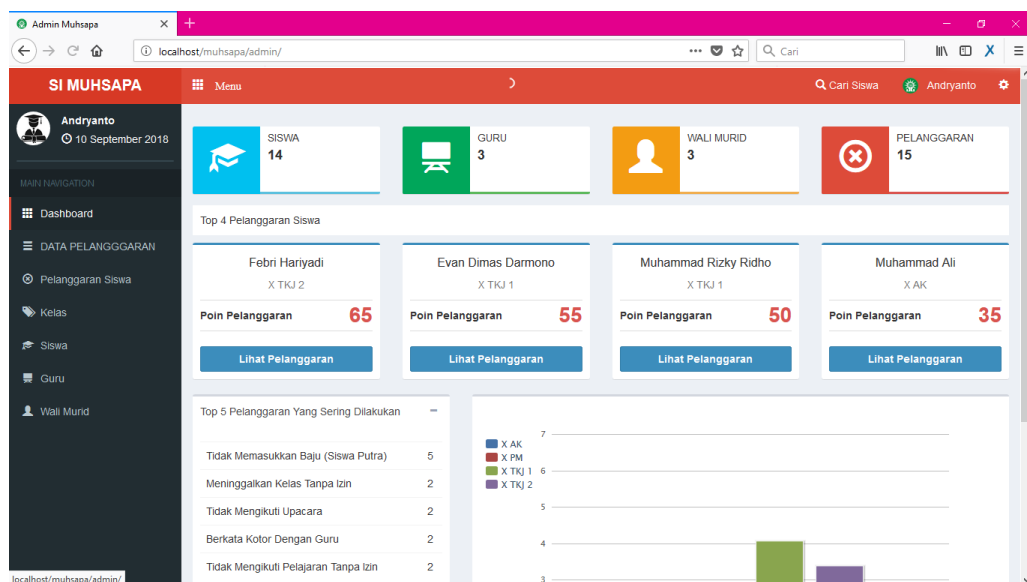 Admin Muhsapa
localhost/muhsapa/admin/
Cari
SI MUHSAPA
Menu
Cari Siswa
Andryanto
Andryanto
10 September 2018
MAIN NAVIGATION
Dashboard
DATA PELANGGGARAN
Pelanggaran Siswa
Kelas
Siswa
Guru
Wali Murid
SISWA
14
GURU
3
WALI MURID
3
PELANGGARAN
15
Top 4 Pelanggaran Siswa
Febri Hariyadi
X TKJ 2
Poin Pelanggaran 65
Lihat Pelanggaran
Evan Dimas Darmono
X TKJ 1
Poin Pelanggaran 55
Lihat Pelanggaran
Muhammad Rizky Ridho
X TKJ 1
Poin Pelanggaran 50
Lihat Pelanggaran
Muhammad Ali
X AK
Poin Pelanggaran 35
Lihat Pelanggaran
Top 5 Pelanggaran Yang Sering Dilakukan
Tidak Memasukkan Baju (Siswa Putra) 5
Meninggalkan Kelas Tanpa Izin 2
Tidak Mengikuti Upacara 2
Berkata Kotor Dengan Guru 2
Tidak Mengikuti Pelajaran Tanpa Izin 2
X AK
X PM
X TKJ 1
X TKJ 2
7
6
5
4
3
localhost/muhsapa/admin/